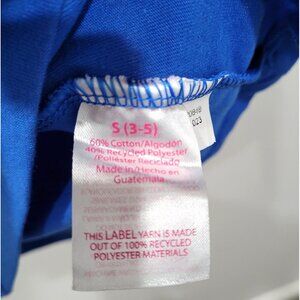 S (3-5)
60% Cotton/Algodón
40% Recycled Polyester
/Poliéster Reciclado
Made in/Hecho en
Guatemala
THIS LABEL YARN IS MADE
OUT OF 100% RECYCLED
POLYESTER MATERIALS
023